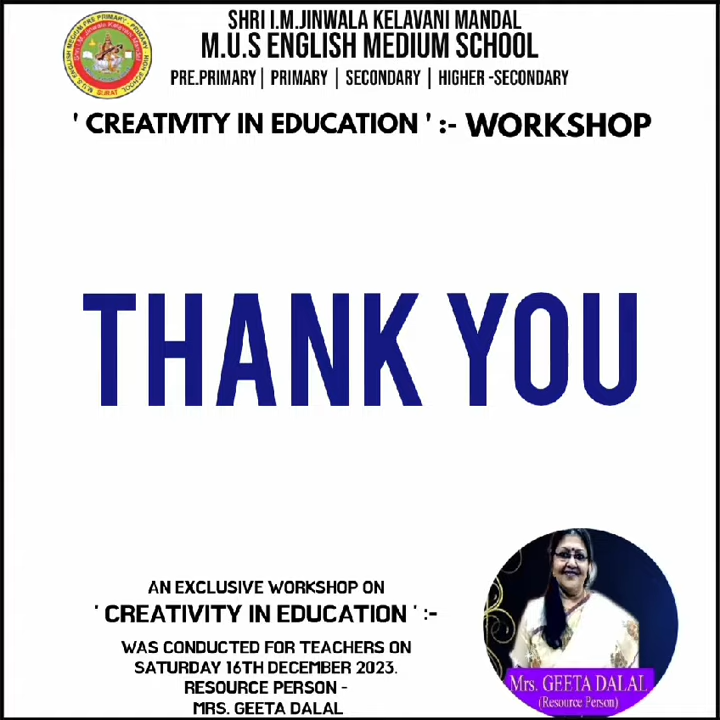 SHRI I.M.JINWALA KELAVANI MANDAL
M.U.S ENGLISH MEDIUM SCHOOL
PRE.PRIMARY | PRIMARY | SECONDARY | HIGHER -SECONDARY
' CREATIVITY IN EDUCATION ' :- WORKSHOP
THANK YOU
AN EXCLUSIVE WORKSHOP ON
' CREATIVITY IN EDUCATION ' :-
WAS CONDUCTED FOR TEACHERS ON
SATURDAY 16TH DECEMBER 2023.
RESOURCE PERSON -
MRS. GEETA DALAL
Mrs. GEETA DALAL
(Resource Person)